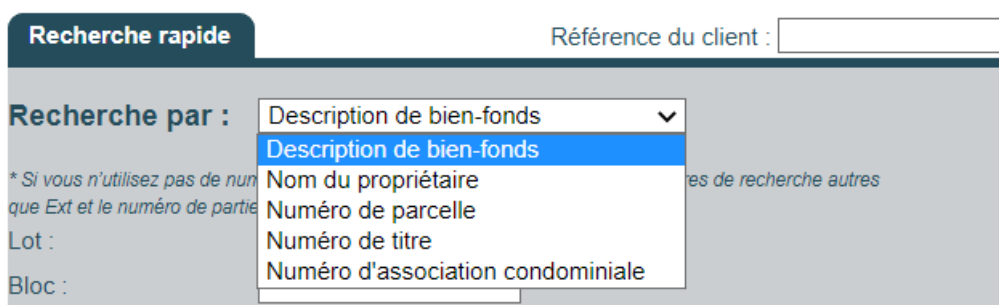 Recherche rapide
Référence du client :
Recherche par :
Description de bien-fonds
Description de bien-fonds
Nom du propriétaire
Numéro de parcelle
Numéro de titre
Numéro d'association condominiale
* Si vous n'utilisez pas de res de recherche autres
que Ext et le numéro de partie
Lot :
Bloc :